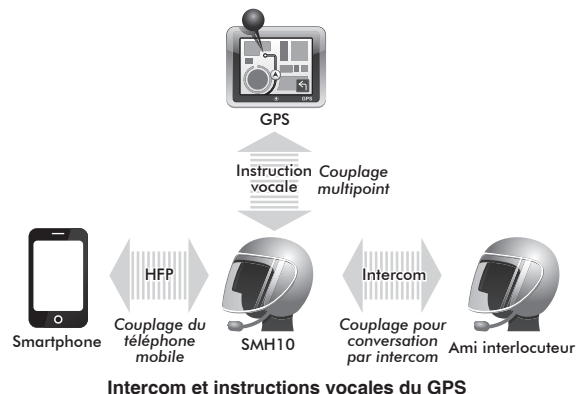 GPS
GPS
Instruction
vocale
Couplage
multipoint
HFP
Intercom
Smartphone
Couplage du
téléphone
mobile
SMH10
Couplage pour
conversation
par intercom
Ami interlocuteur
Intercom et instructions vocales du GPS